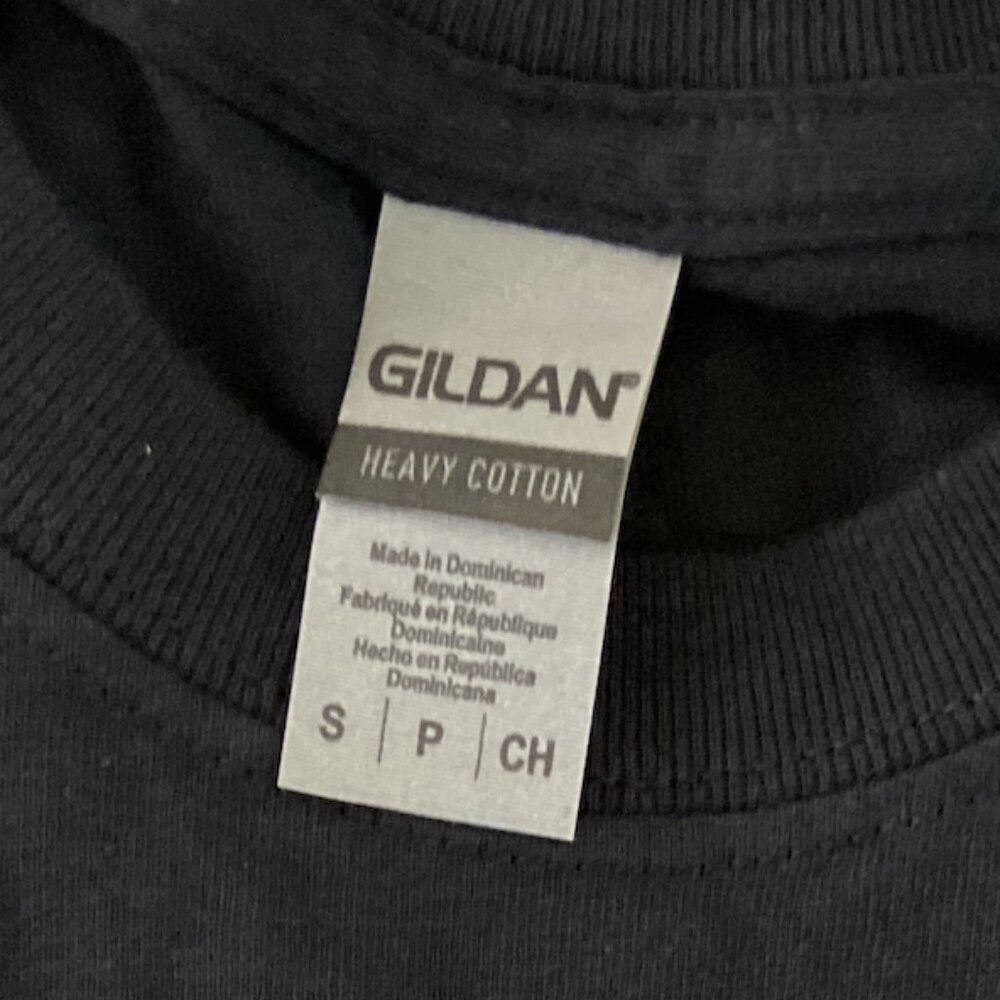 GILDAN®
HEAVY COTTON
Made in Dominican
Republic
Fabriqué en République
Dominicaine
Hecho en República
Dominicana
S | P | CH